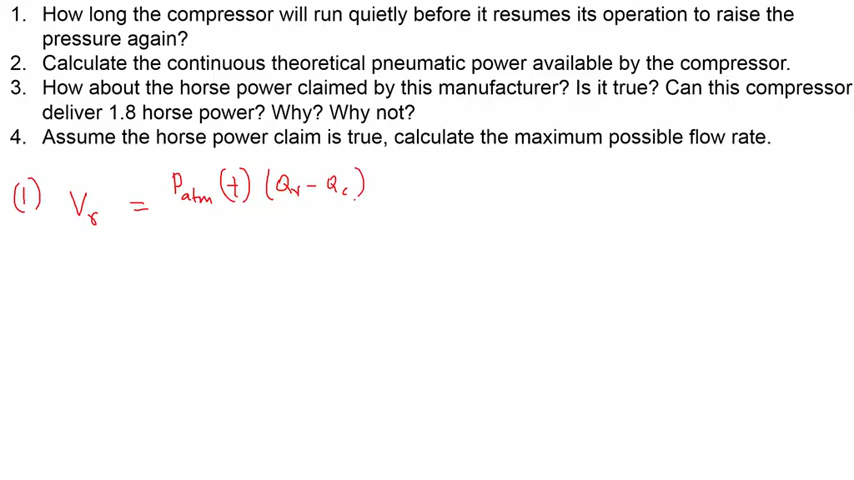 1. How long the compressor will run quietly before it resumes its operation to raise the
pressure again?
2. Calculate the continuous theoretical pneumatic power available by the compressor.
3. How about the horse power claimed by this manufacturer? Is it true? Can this compressor
deliver 1.8 horse power? Why? Why not?
4. Assume the horse power claim is true, calculate the maximum possible flow rate.
(1) Vr = Patm (t) (Qr - Qc)